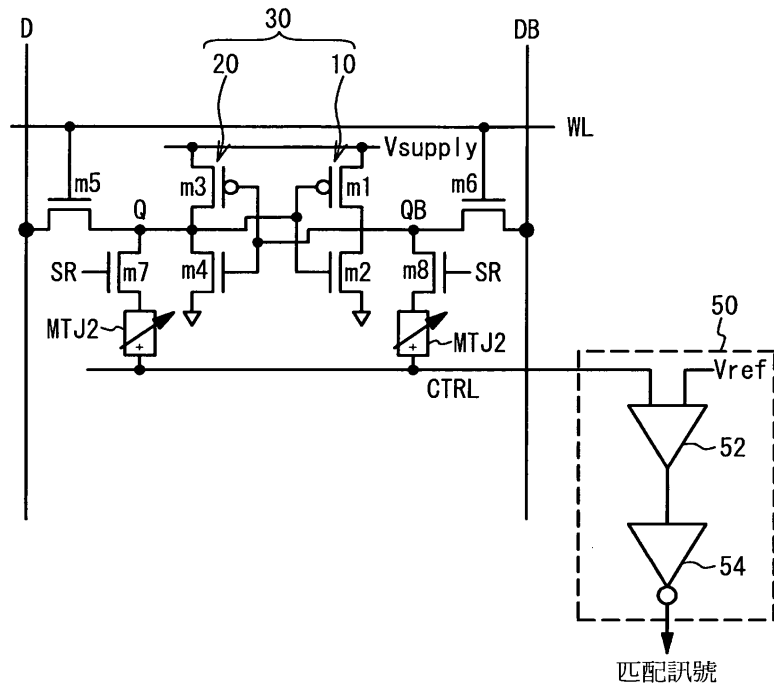 D
30
DB
20
10
WL
Vsupply
m5
m3
m1
m6
Q
QB
SR
m7
m4
m2
m8
SR
MTJ2
MTJ2
50
CTRL
Vref
52
54
匹配訊號
+
+